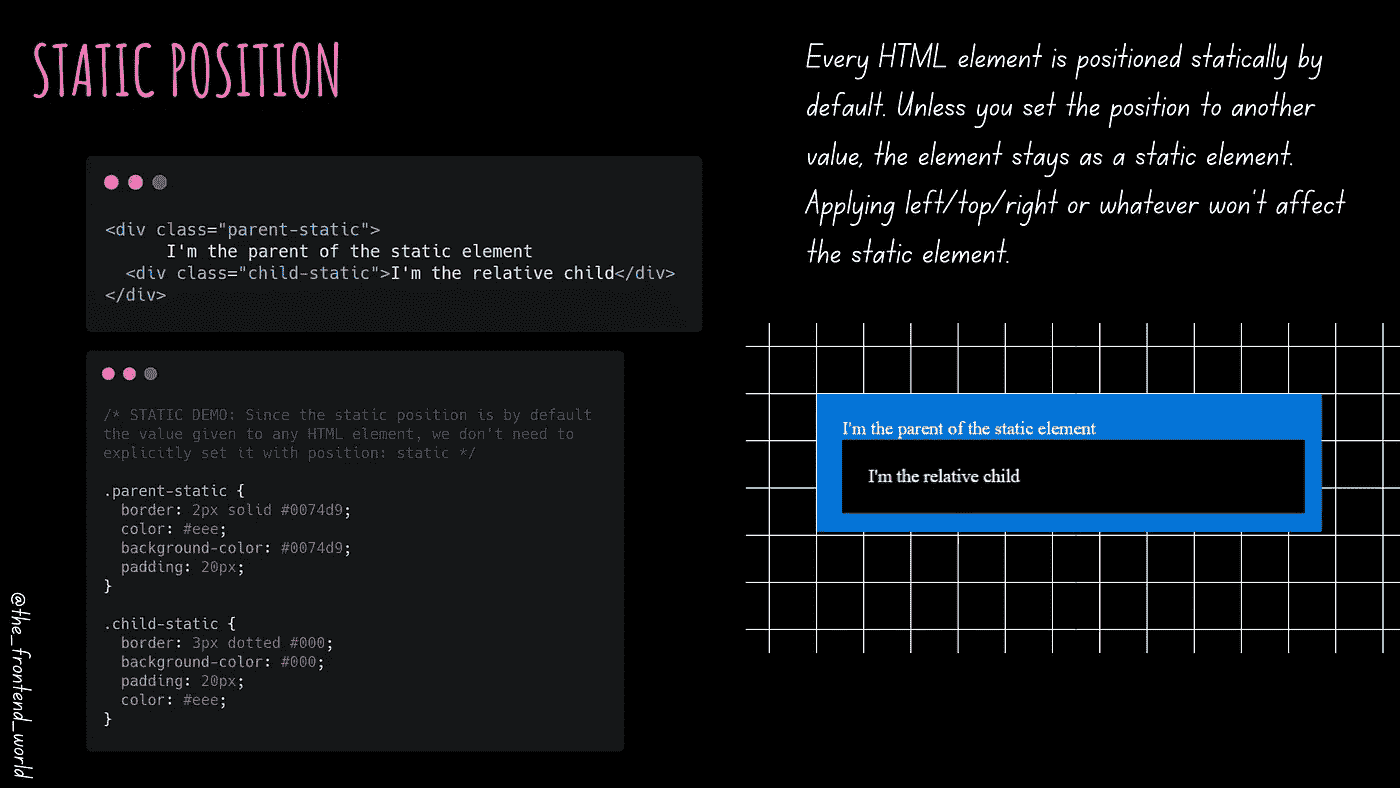 STATIC POSITION
<div class="parent-static">
I'm the parent of the static element
<div class="child-static">I'm the relative child</div>
</div>
/* STATIC DEMO: Since the static position is by default
the value given to any HTML element, we don't need to
explicitly set it with position: static */
.parent-static {
border: 2px solid #0074d9;
color: #eee;
background-color: #0074d9;
padding: 20px;
}
.child-static {
border: 3px dotted #000;
background-color: #000;
padding: 20px;
color: #eee;
}
@the_frontend_world
Every HTML element is positioned statically by
default. Unless you set the position to another
value, the element stays as a static element.
Applying left/top/right or whatever won't affect
the static element.
I'm the parent of the static element
I'm the relative child